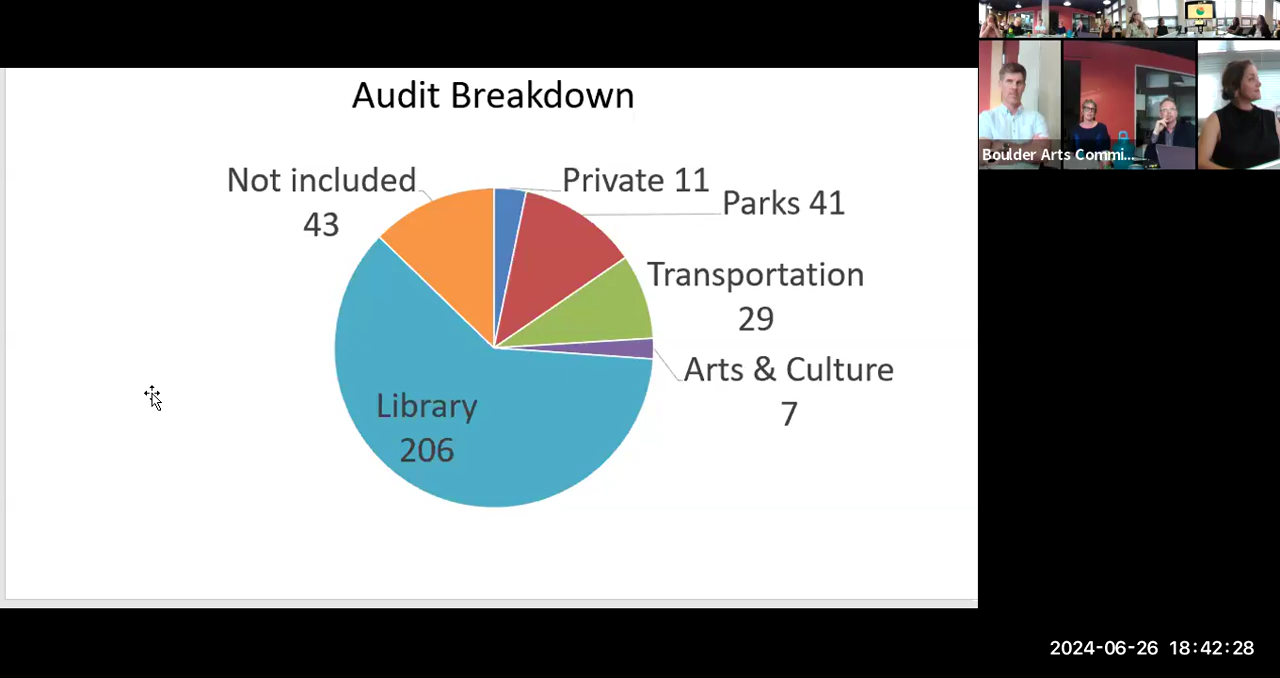 Audit Breakdown
Not included
43
Private 11
Parks 41
Transportation
29
Arts & Culture
7
Library
206
Boulder Arts Commi...
2024-06-26 18:42:28